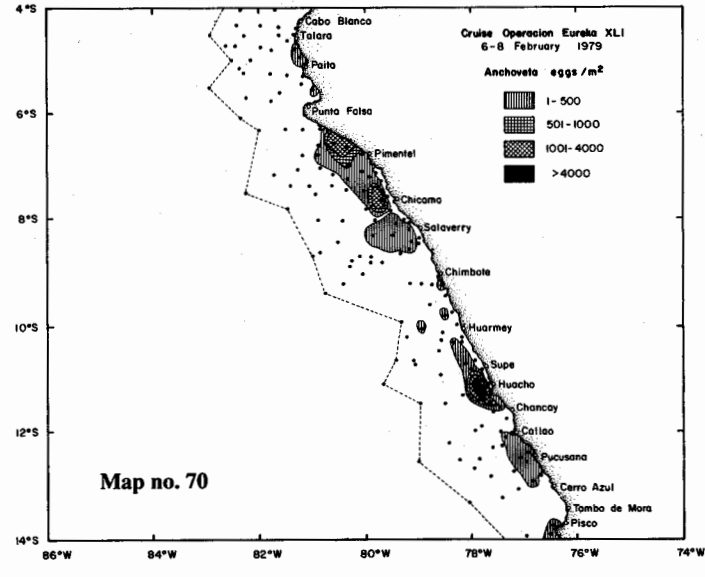 4°S
Cabo Blanco
Talara
Paita
6°S
Punta Falsa
Pimentel
Chicama
8°S
Salaverry
Chimbote
10°S
Huarmey
Supe
Huacho
Chancay
12°S
Callao
Pucusana
Cerro Azul
Tambo de Mora
Pisco
14°S
86°W
84°W
82°W
80°W
78°W
76°W
74°W
Cruise Operacion Eureka XLI
6-8 February 1979
Anchoveta eggs/m²
1-500
501-1000
1001-4000
>4000
Map no. 70